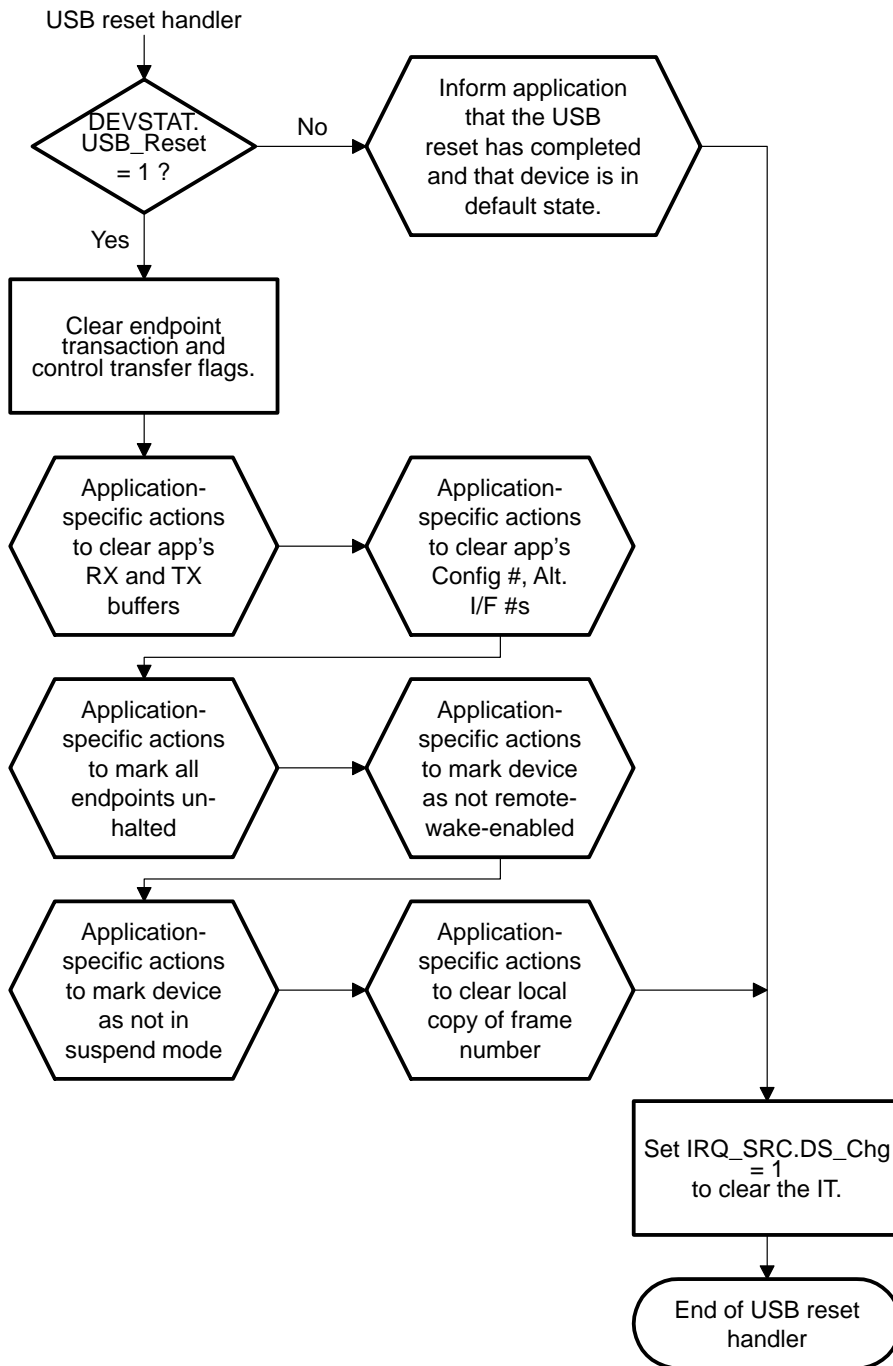 USB reset handler
DEVSTAT.
USB_Reset
= 1 ?
No
Inform application
that the USB
reset has completed
and that device is in
default state.
Yes
Clear endpoint
transaction and
control transfer flags.
Application-
specific actions
to clear app's
RX and TX
buffers
Application-
specific actions
to clear app's
Config #, Alt.
I/F #s
Application-
specific actions
to mark all
endpoints un-
halted
Application-
specific actions
to mark device
as not remote-
wake-enabled
Application-
specific actions
to mark device
as not in
suspend mode
Application-
specific actions
to clear local
copy of frame
number
Set IRQ_SRC.DS_Chg
= 1
to clear the IT.
End of USB reset
handler